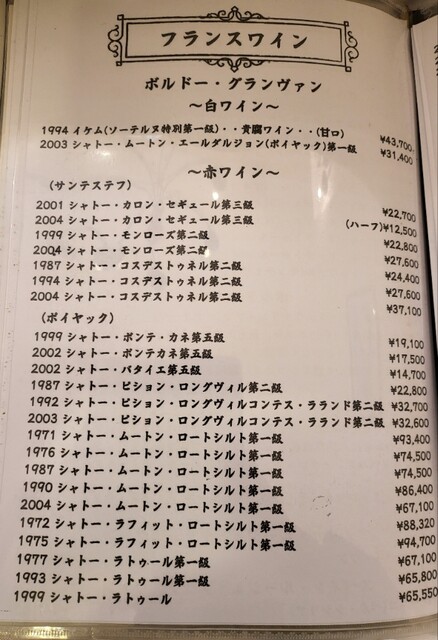 フランスワイン
ボルドー・グランヴァン
～白ワイン～
1994 イケム(ソーテルヌ特別第一級)・・貴腐ワイン・・(甘口) ¥43,700.
2003 シャトー・ムートン・エールダルジョン(ポイヤック)第一級 ¥31,400
～赤ワイン～
(サンテステフ)
2001 シャトー・カロン・セギュール第三級 ¥22,700
2004 シャトー・カロン・セギュール第三級 (ハーフ)¥12,500
1999 シャトー・モンローズ第二級 ¥22,800
2004 シャトー・モンローズ第二級 ¥27,600
1987 シャトー・コスデストゥネル第二級 ¥24,400
1994 シャトー・コスデストゥネル第二級 ¥27,600
2004 シャトー・コスデストゥネル第二級 ¥37,100
(ポイヤック)
1999 シャトー・ポンテ・カネ第五級 ¥19,100
2002 シャトー・ポンテカネ第五級 ¥17,500
2002 シャトー・バタイエ第五級 ¥14,700
1987 シャトー・ピション・ロングヴィル第二級 ¥22,800
1992 シャトー・ピション・ロングヴィルコンテス・ラランド第二級 ¥32,700
2003 シャトー・ピション・ロングヴィルコンテス・ラランド第二級 ¥32,600
1971 シャトー・ムートン・ロートシルト第一級 ¥93,400
1976 シャトー・ムートン・ロートシルト第一級 ¥74,500
1987 シャトー・ムートン・ロートシルト第一級 ¥74,500
1990 シャトー・ムートン・ロートシルト第一級 ¥86,400
2004 シャトー・ムートン・ロートシルト第一級 ¥67,100
1972 シャトー・ラフィット・ロートシルト第一級 ¥88,320
1975 シャトー・ラフィット・ロートシルト第一級 ¥94,700
1977 シャトー・ラトゥール第一級 ¥67,100
1993 シャトー・ラトゥール第一級 ¥65,800
1999 シャトー・ラトゥール ¥65,550